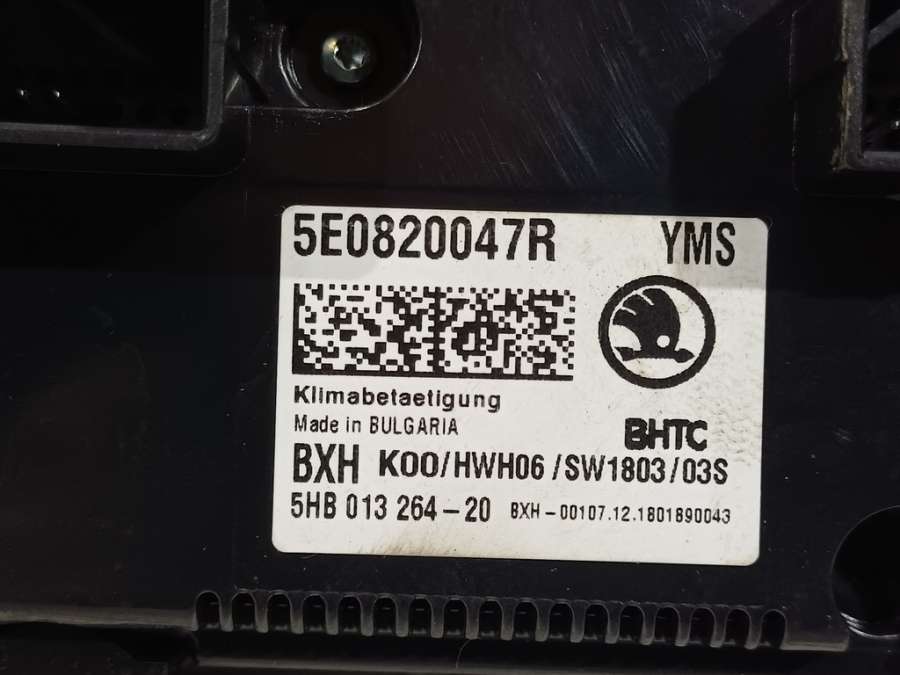 5E0820047R YMS
Klimabetaetigung
Made in BULGARIA
BHTC
BXH K00/HWH06/SW1803/03S
5HB 013 264-20 BXH-00107.12.1801890043